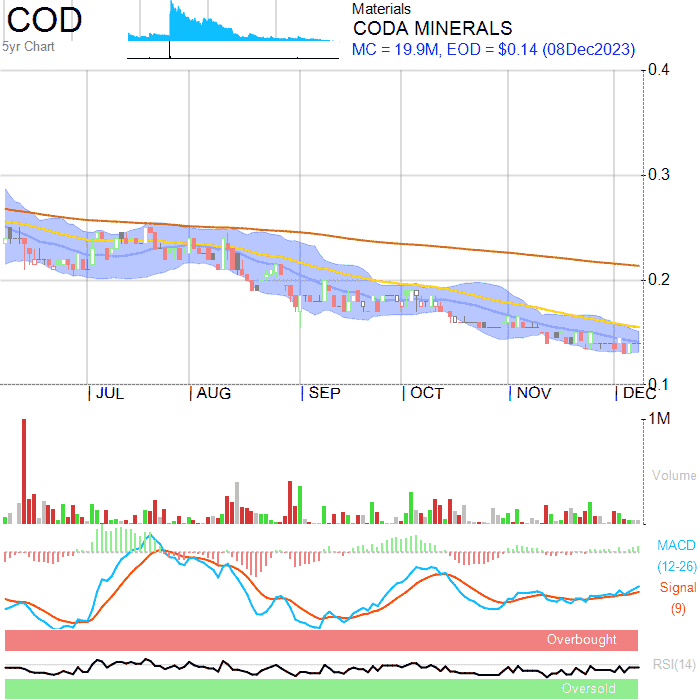 COD
5yr Chart
Materials
CODA MINERALS
MC = 19.9M, EOD = $0.14 (08Dec2023)
0.4
0.3
0.2
0.1
JUL AUG SEP OCT NOV DEC
1M
Volume
MACD
(12-26)
Signal
(9)
Overbought
RSI(14)
Oversold